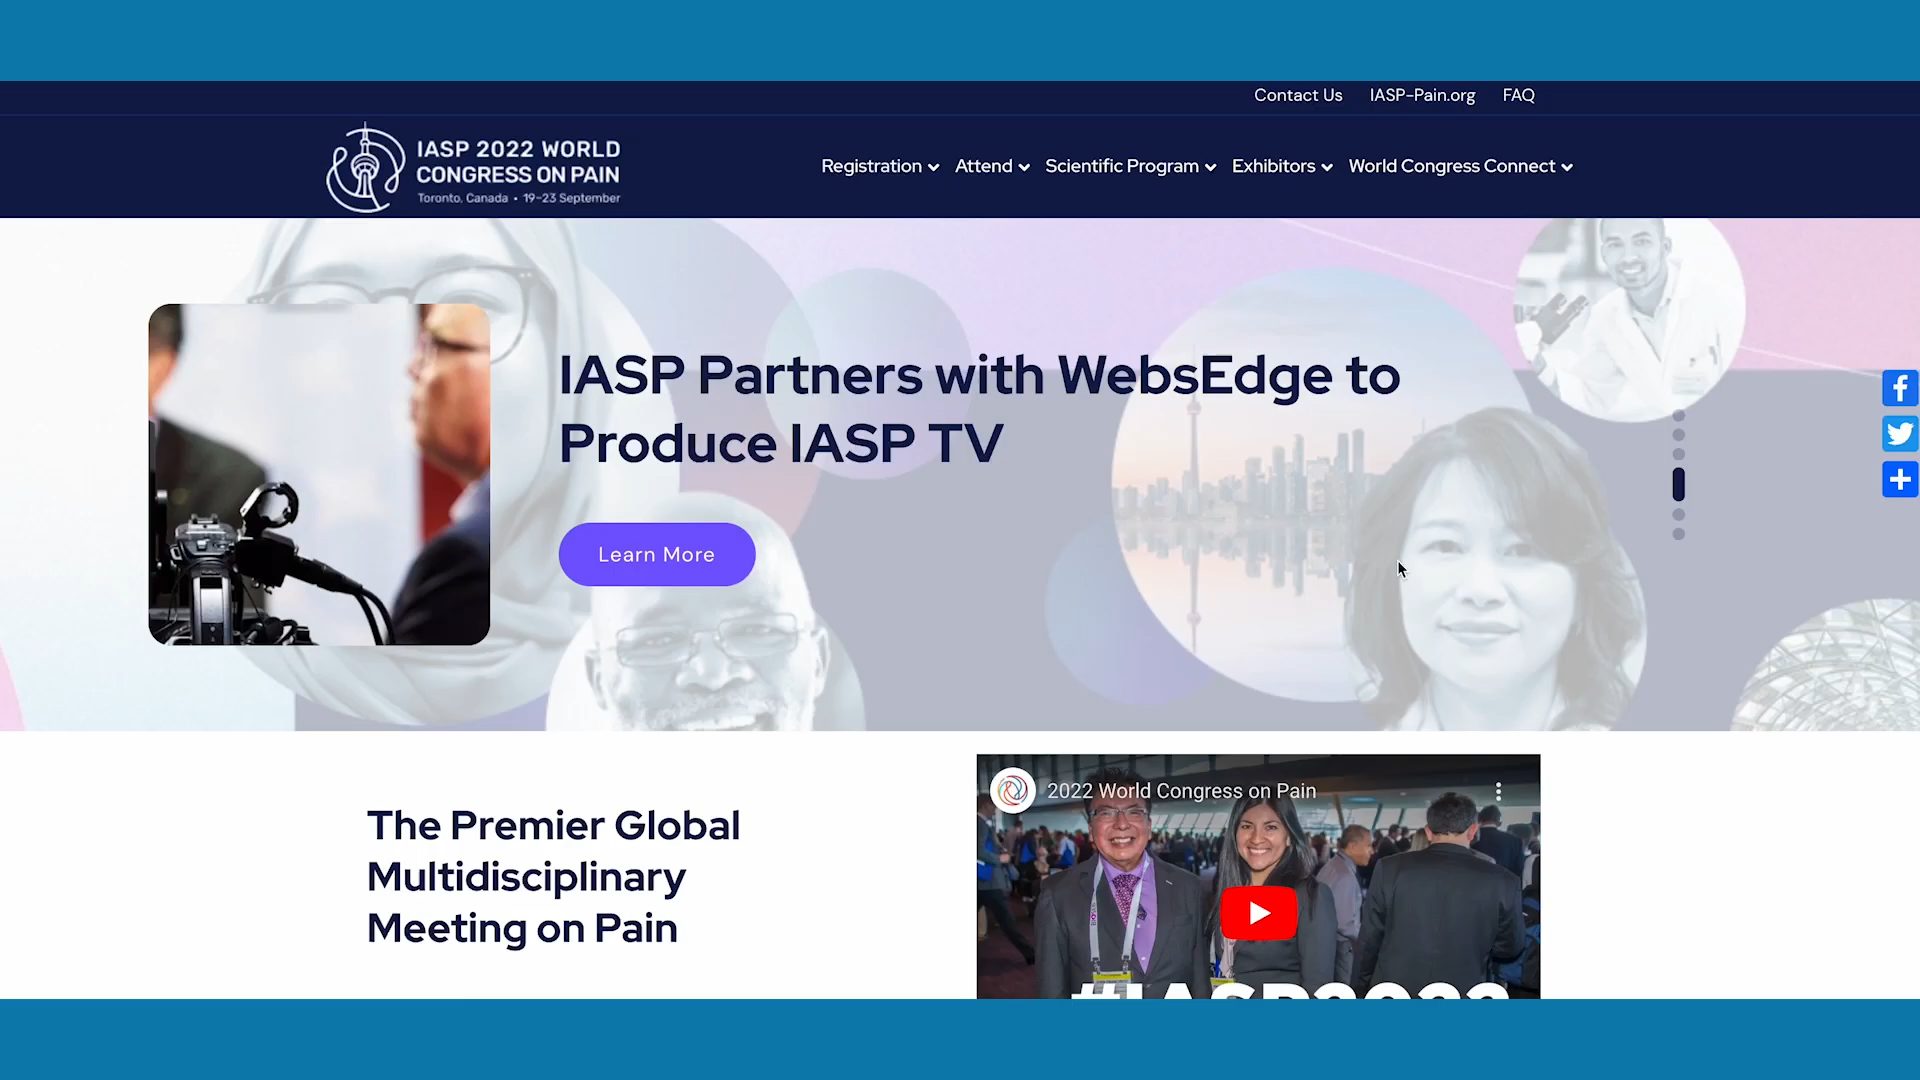 Contact Us IASP-Pain.org FAQ
IASP 2022 WORLD
CONGRESS ON PAIN
Toronto, Canada • 19-23 September
Registration Attend Scientific Program Exhibitors World Congress Connect
IASP Partners with WebsEdge to
Produce IASP TV
Learn More
The Premier Global
Multidisciplinary
Meeting on Pain
2022 World Congress on Pain
#IASP2022